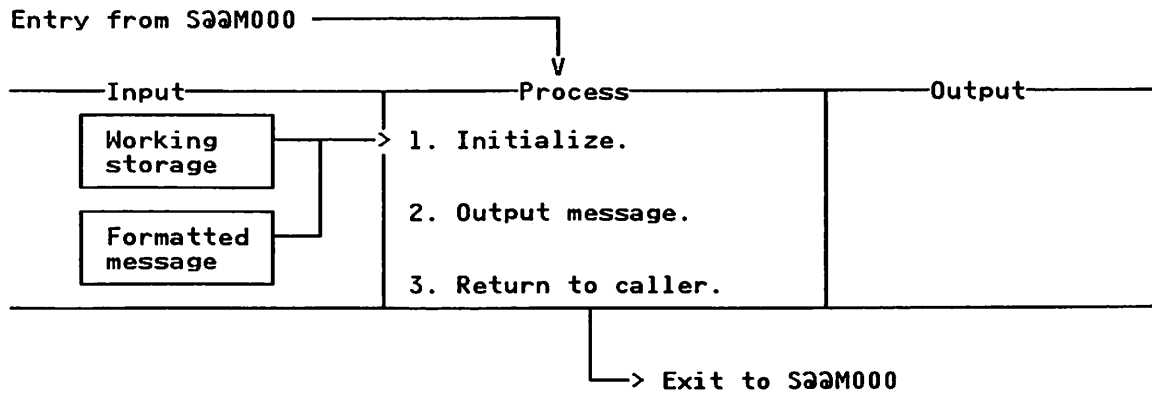 Entry from S∂∂M000
Input Process Output
Working
storage
1. Initialize.
2. Output message.
Formatted
message
3. Return to caller.
Exit to S∂∂M000